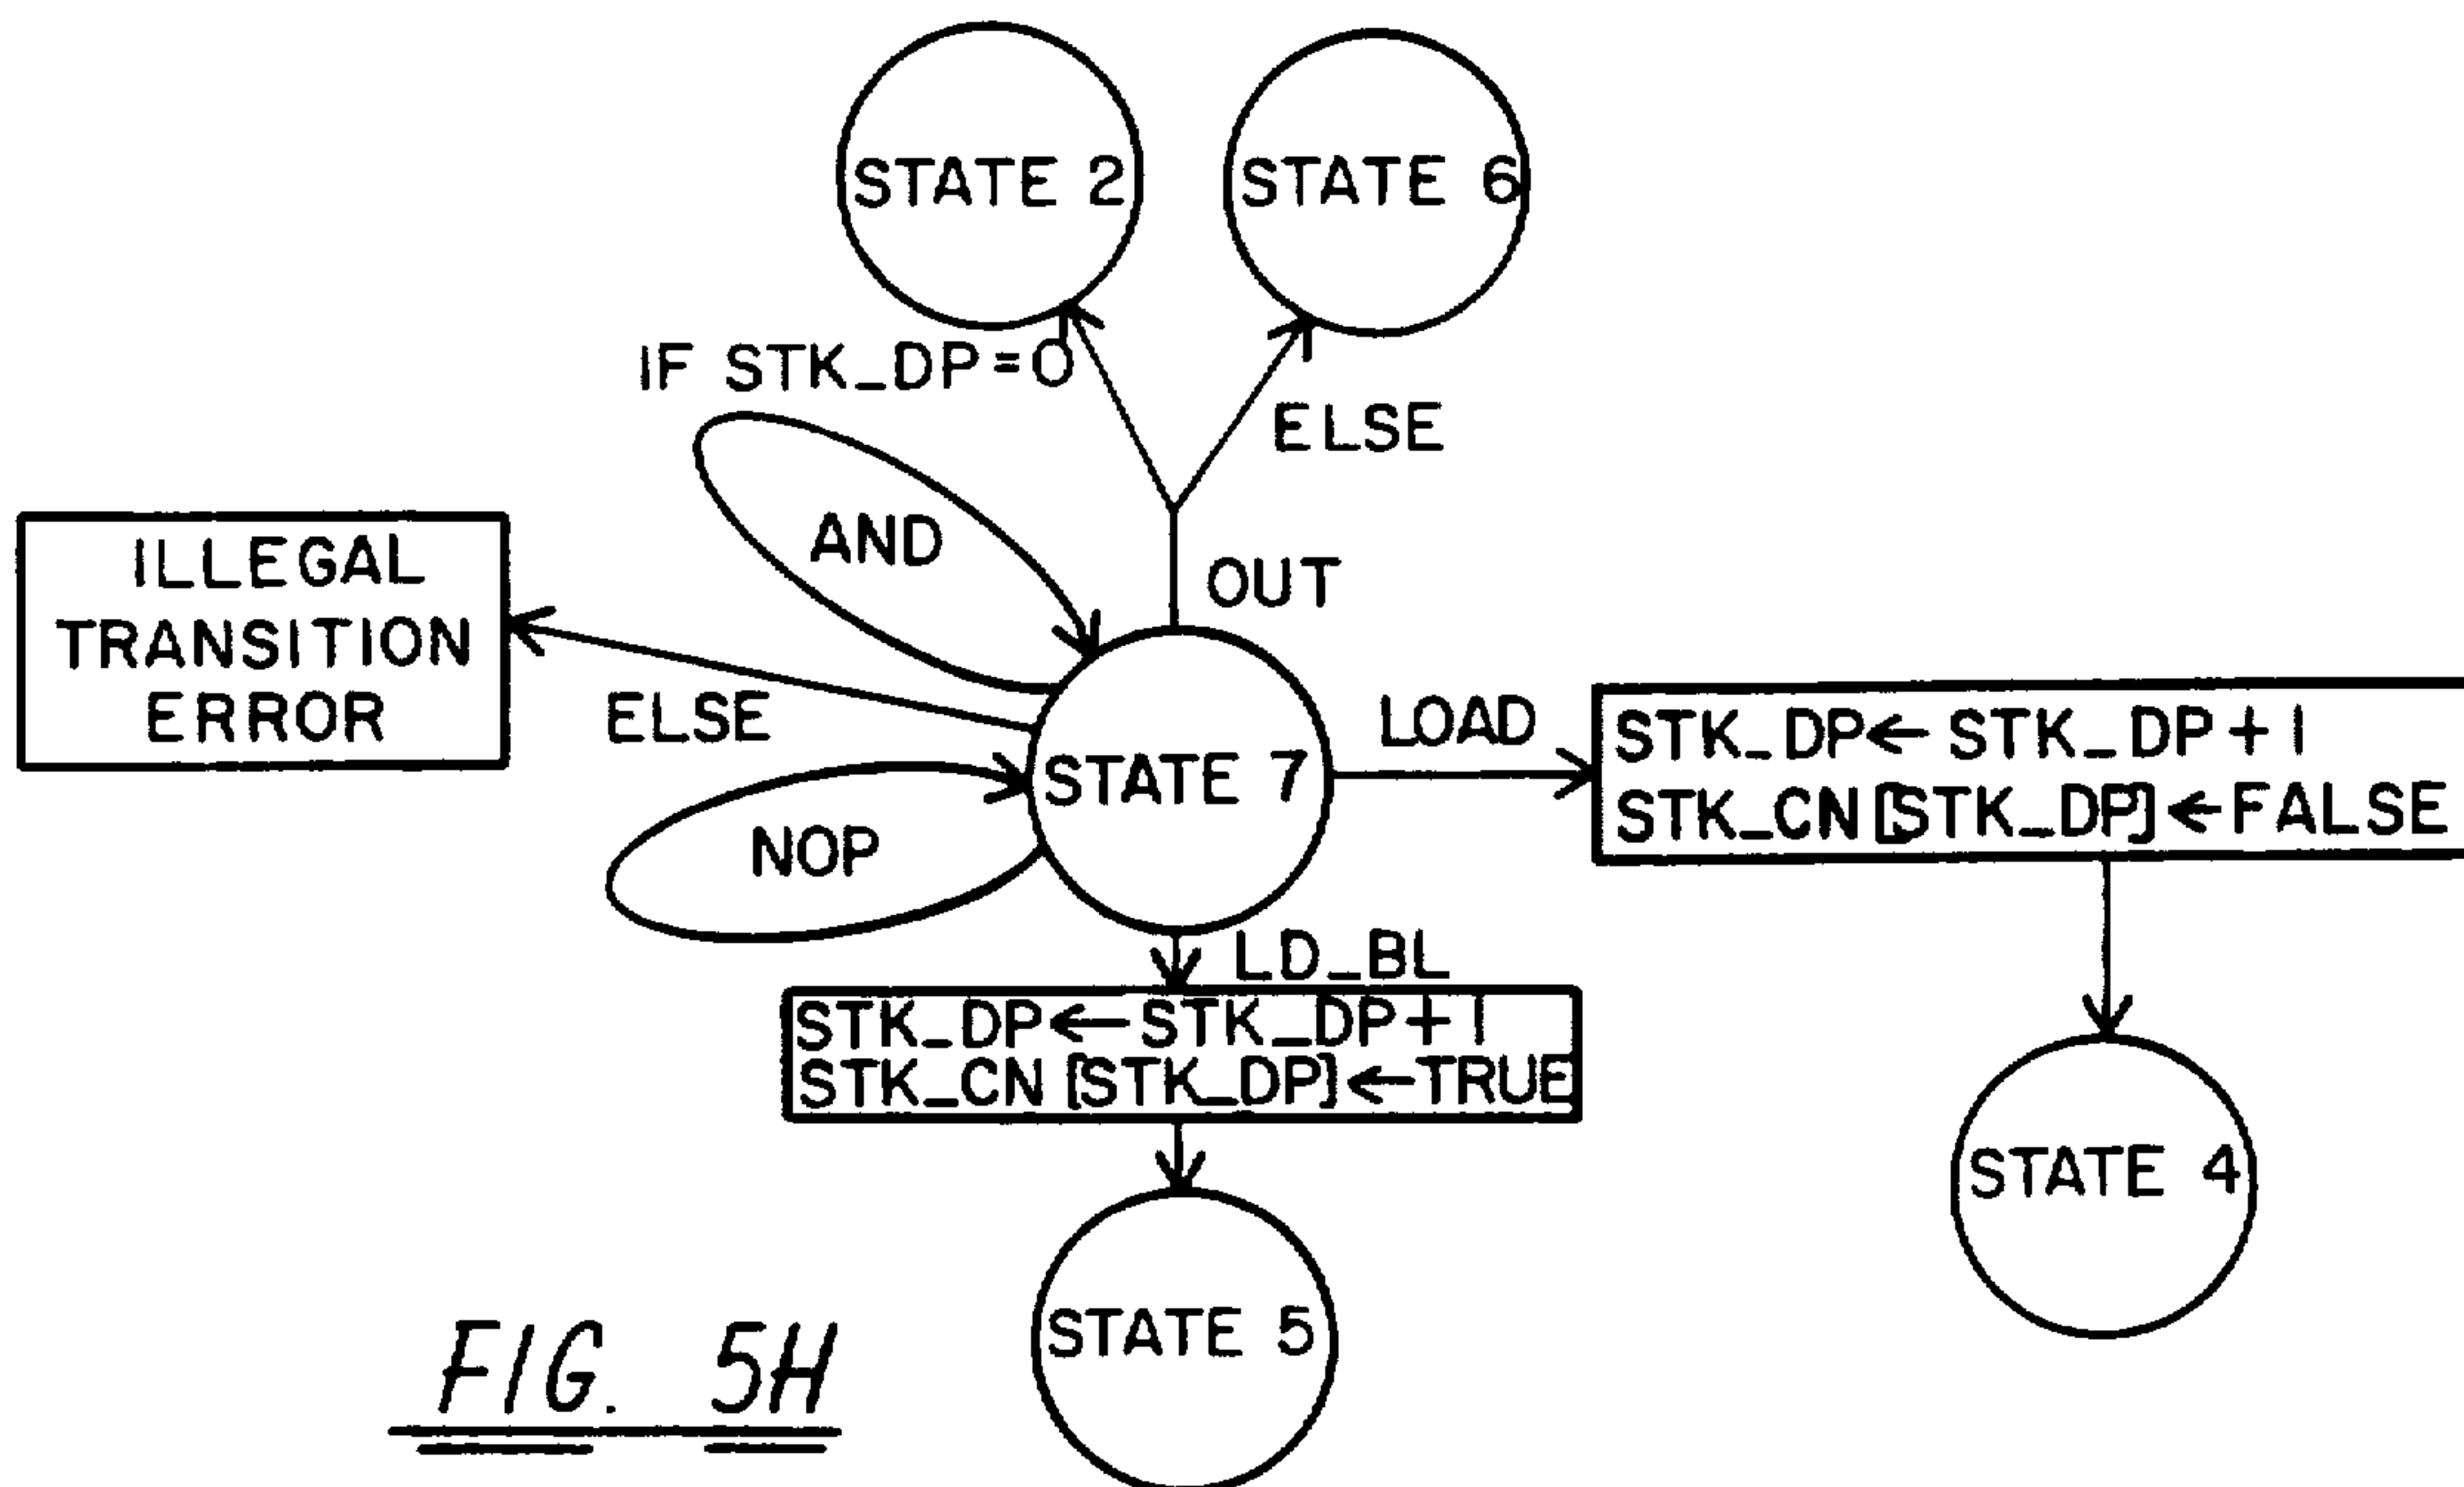 STATE 2
STATE 6
IF STK_DP=0
ELSE
AND
OUT
ILLEGAL
TRANSITION
ERROR
ELSE
LOAD
STATE 7
STK_DP← STK_DP+1
STK_CN[STK_DP]←FALSE
NOP
LD_BL
STK_DP←STK_DP+1
STK_CN[STK_DP]←TRUE
STATE 4
STATE 5
FIG. 5H